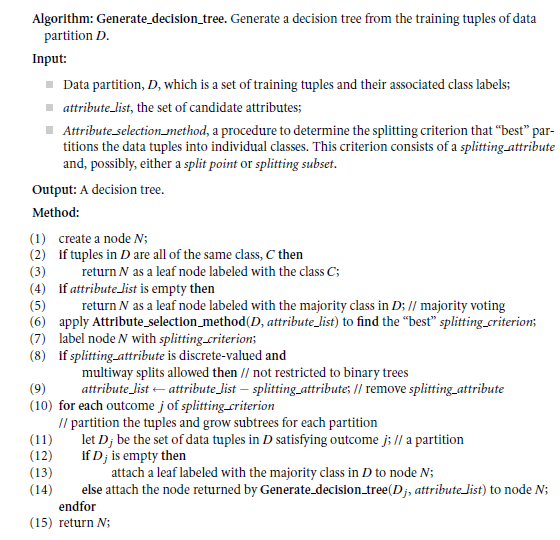 Algorithm: Generate_decision_tree. Generate a decision tree from the training tuples of data
partition D.
Input:
■ Data partition, D, which is a set of training tuples and their associated class labels;
■ attribute_list, the set of candidate attributes;
■ Attribute_selection_method, a procedure to determine the splitting criterion that “best” par-
titions the data tuples into individual classes. This criterion consists of a splitting_attribute
and, possibly, either a split point or splitting subset.
Output: A decision tree.
Method:
(1) create a node N;
(2) if tuples in D are all of the same class, C then
(3) return N as a leaf node labeled with the class C;
(4) if attribute_list is empty then
(5) return N as a leaf node labeled with the majority class in D; // majority voting
(6) apply Attribute_selection_method(D, attribute_list) to find the “best” splitting_criterion;
(7) label node N with splitting_criterion;
(8) if splitting_attribute is discrete-valued and
multiway splits allowed then // not restricted to binary trees
(9) attribute_list ← attribute_list − splitting_attribute; // remove splitting_attribute
(10) for each outcome j of splitting_criterion
// partition the tuples and grow subtrees for each partition
(11) let Dj be the set of data tuples in D satisfying outcome j; // a partition
(12) if Dj is empty then
(13) attach a leaf labeled with the majority class in D to node N;
(14) else attach the node returned by Generate_decision_tree(Dj, attribute_list) to node N;
endfor
(15) return N;